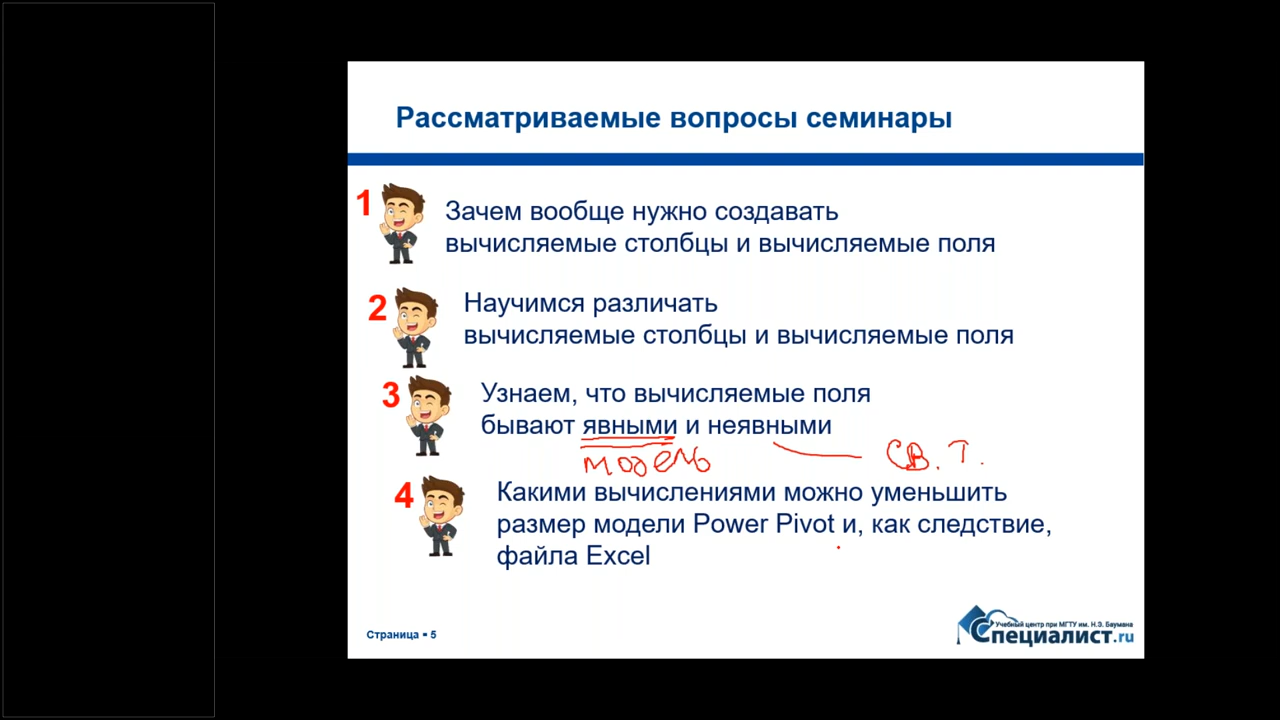 Рассматриваемые вопросы семинары
1
Зачем вообще нужно создавать
вычисляемые столбцы и вычисляемые поля
2
Научимся различать
вычисляемые столбцы и вычисляемые поля
3
Узнаем, что вычисляемые поля
бывают явными и неявными
модель
св. т.
4
Какими вычислениями можно уменьшить
размер модели Power Pivot и, как следствие,
файла Excel
Страница ▪ 5
Учебный центр при МГТУ им. Н.Э. Баумана
Специалист.ru